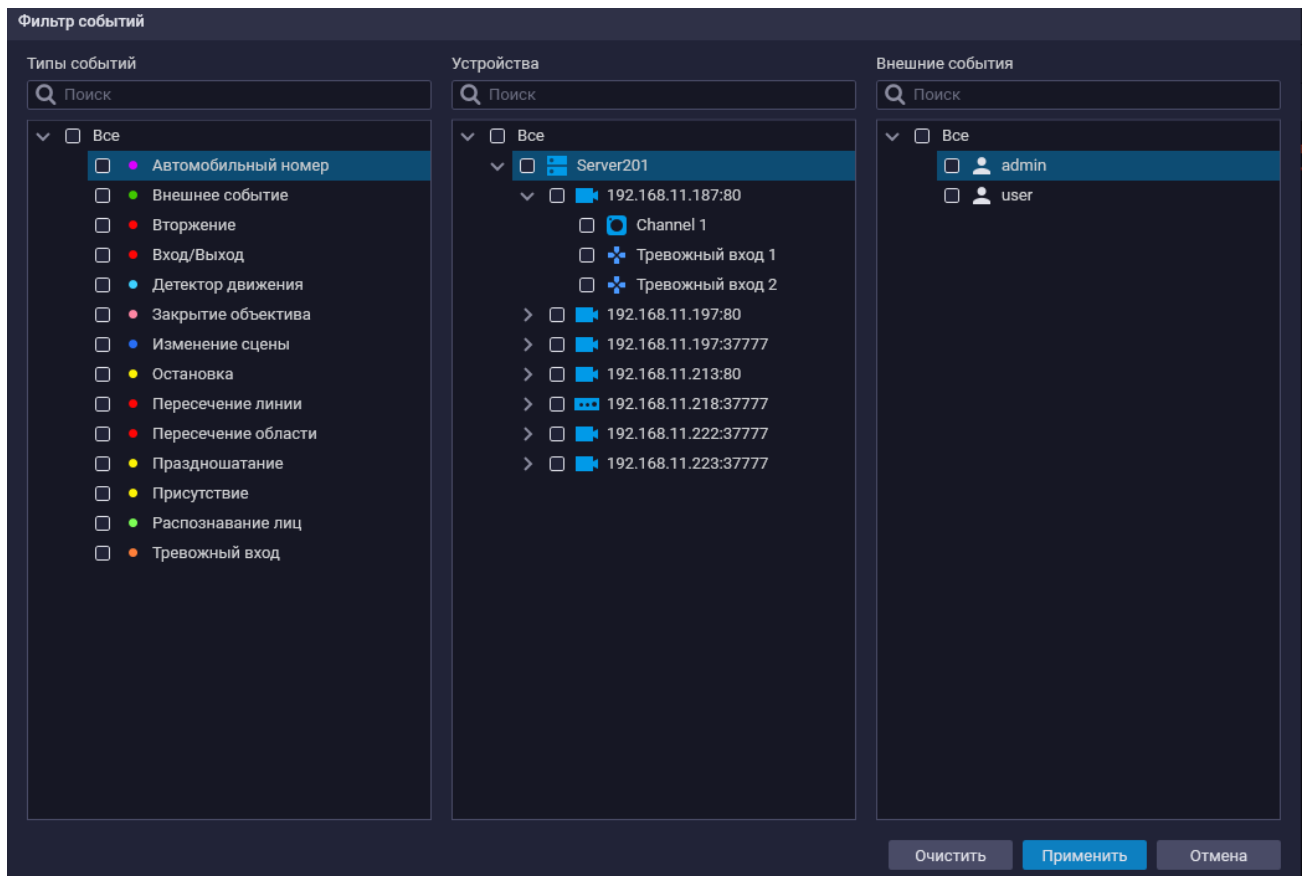 Фильтр событий
Типы событий
Поиск
Все
Автомобильный номер
Внешнее событие
Вторжение
Вход/Выход
Детектор движения
Закрытие объектива
Изменение сцены
Остановка
Пересечение линии
Пересечение области
Праздношатание
Присутствие
Распознавание лиц
Тревожный вход
Устройства
Поиск
Все
Server201
192.168.11.187:80
Channel 1
Тревожный вход 1
Тревожный вход 2
192.168.11.197:80
192.168.11.197:37777
192.168.11.213:80
192.168.11.218:37777
192.168.11.222:37777
192.168.11.223:37777
Внешние события
Поиск
Все
admin
user
Очистить
Применить
Отмена